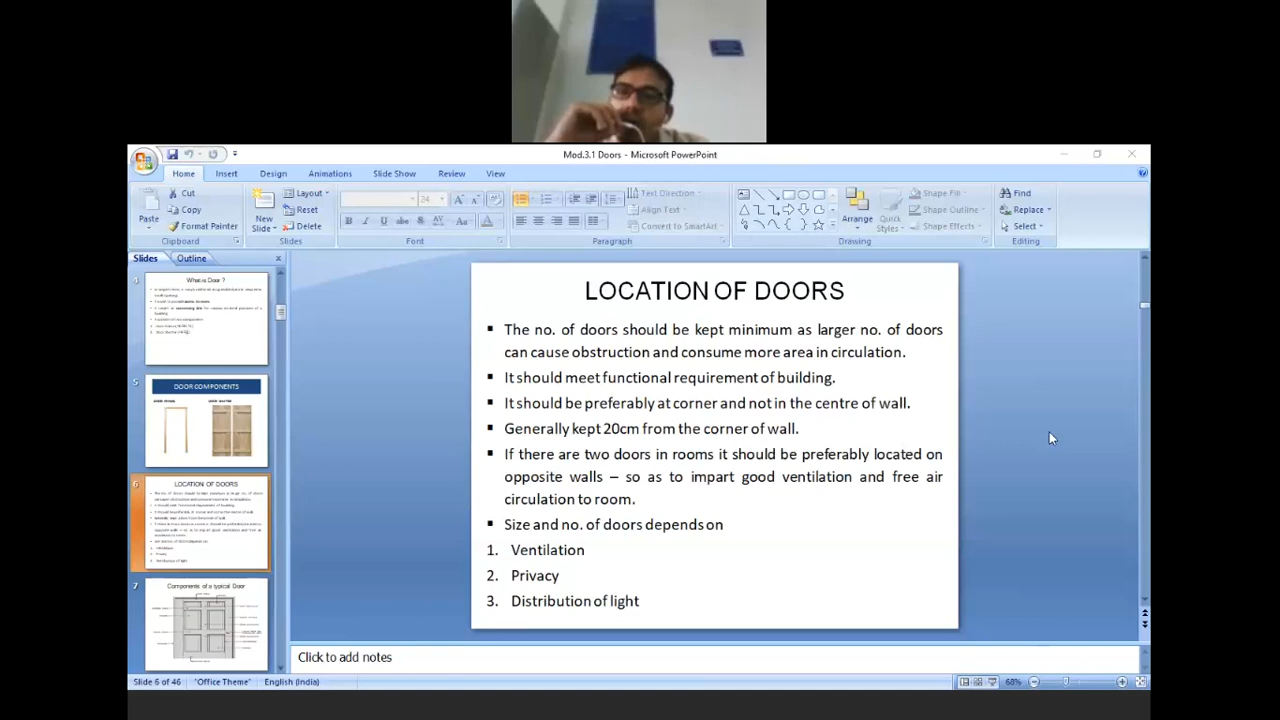 Mod.3.1 Doors - Microsoft PowerPoint
Home Insert Design Animations Slide Show Review View
Cut Layout 24 Text Direction Shape Fill Find
Copy Reset Align Text Shape Outline Replace
Paste Format Painter New Slide Delete Convert to SmartArt Arrange Quick Styles Shape Effects Select
Clipboard Slides Font Paragraph Drawing Editing
Slides Outline
4
What is Door ?
5
DOOR COMPONENTS
6
LOCATION OF DOORS
7
Components of a typical Door
LOCATION OF DOORS
▪ The no. of doors should be kept minimum as larger no. of doors
can cause obstruction and consume more area in circulation.
▪ It should meet functional requirement of building.
▪ It should be preferably at corner and not in the centre of wall.
▪ Generally kept 20cm from the corner of wall.
▪ If there are two doors in rooms it should be preferably located on
opposite walls – so as to impart good ventilation and free air
circulation to room.
▪ Size and no. of doors depends on
1. Ventilation
2. Privacy
3. Distribution of light
Click to add notes
Slide 6 of 46 "Office Theme" English (India) 68%